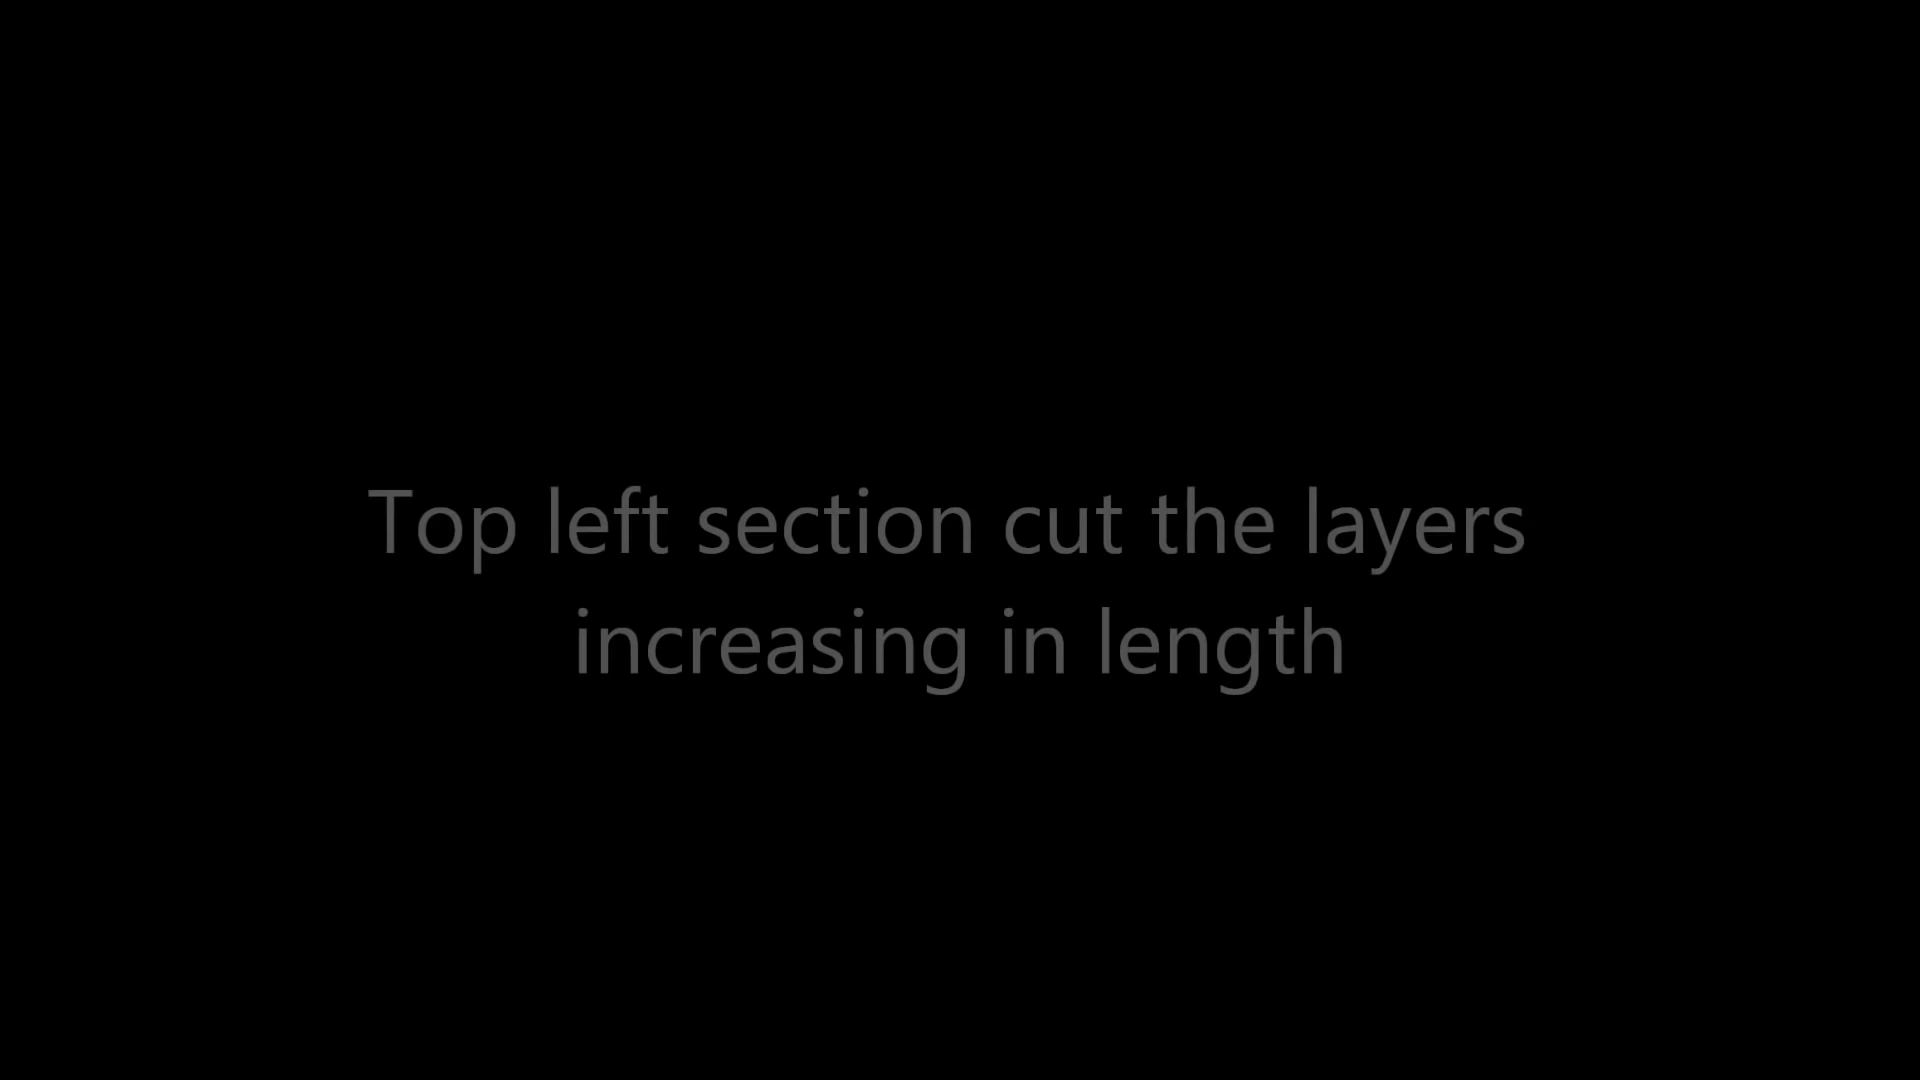 Top left section cut the layers
increasing in length